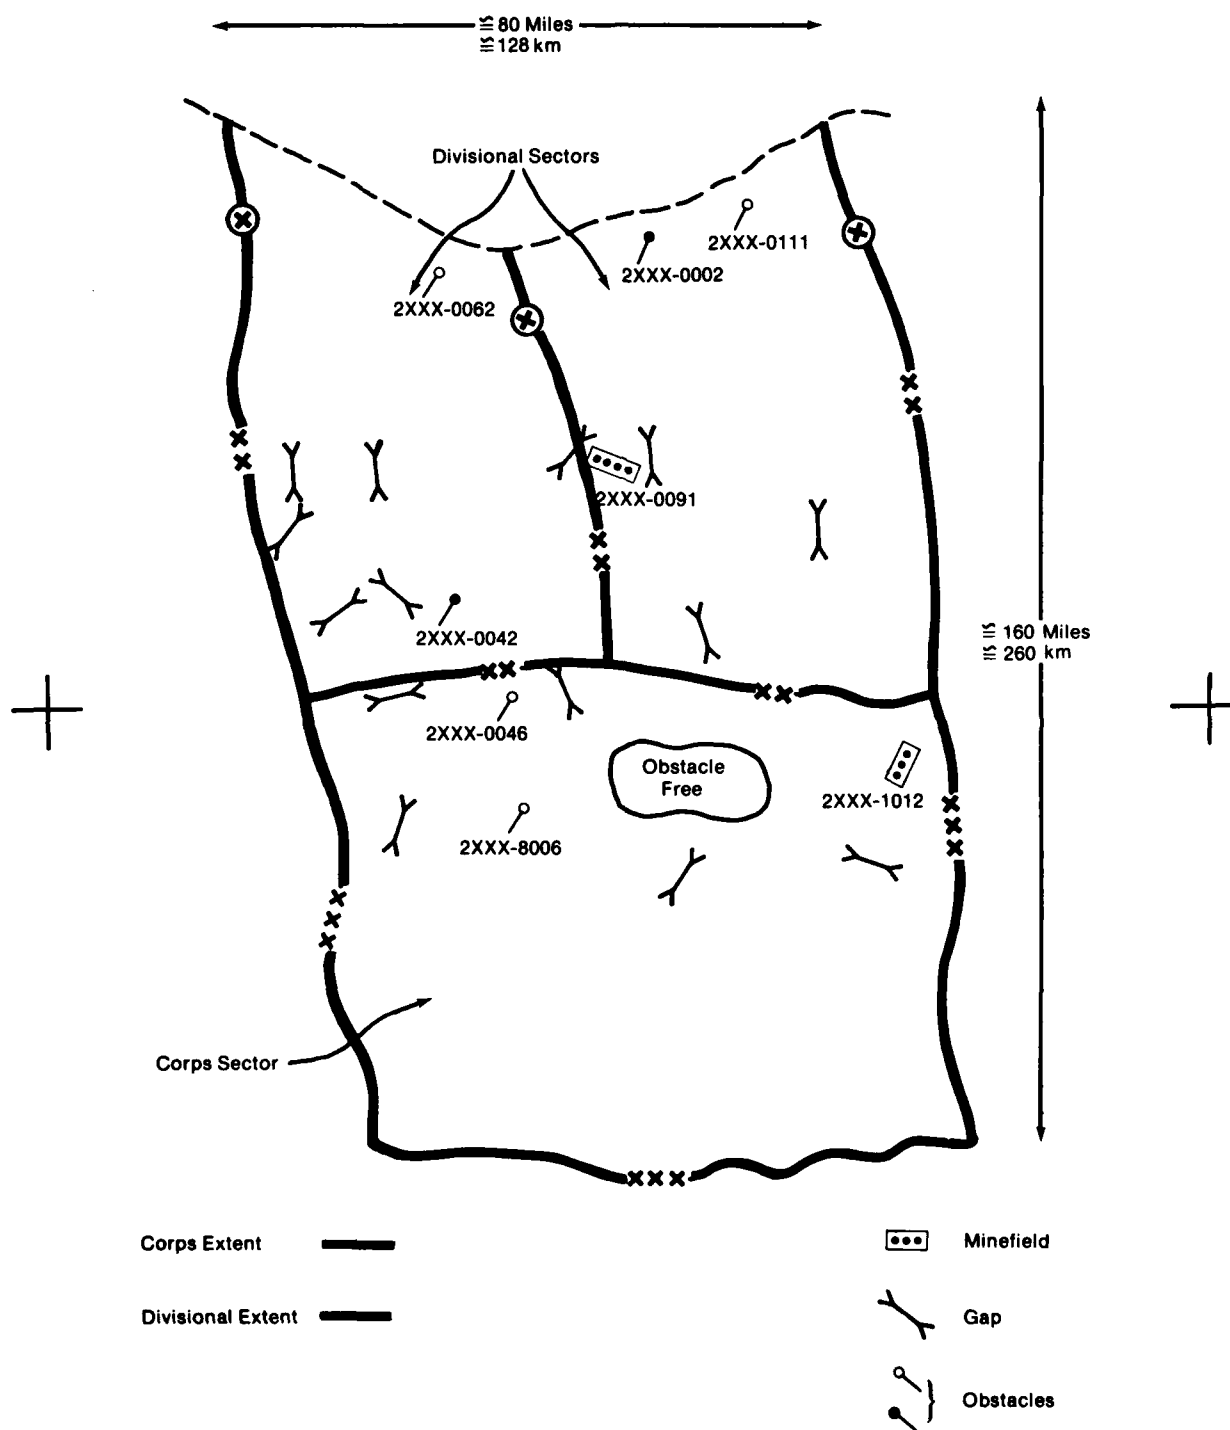 ≅ 80 Miles
≅ 128 km
Divisional Sectors
2XXX-0111
2XXX-0002
2XXX-0062
2XXX-0091
2XXX-0042
≅ 160 Miles
≅ 260 km
2XXX-0046
Obstacle
Free
2XXX-1012
2XXX-8006
Corps Sector
Corps Extent
Minefield
Divisional Extent
Gap
Obstacles